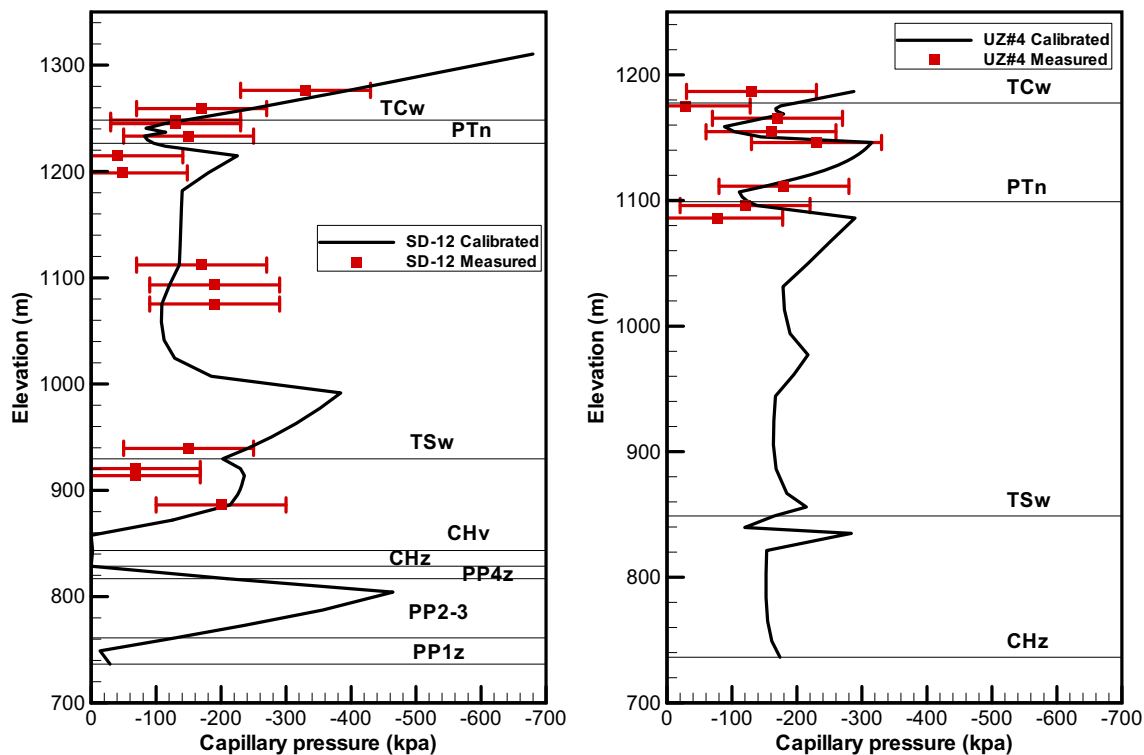 1300
1200
1100
1000
900
800
700
Elevation (m)
TCw
PTn
SD-12 Calibrated
SD-12 Measured
TSw
CHv
CHz
PP4z
PP2-3
PP1z
0 -100 -200 -300 -400 -500 -600 -700
Capillary pressure (kpa)
1200
1100
1000
900
800
700
Elevation (m)
UZ#4 Calibrated
UZ#4 Measured
TCw
PTn
TSw
CHz
0 -100 -200 -300 -400 -500 -600 -700
Capillary pressure (kpa)